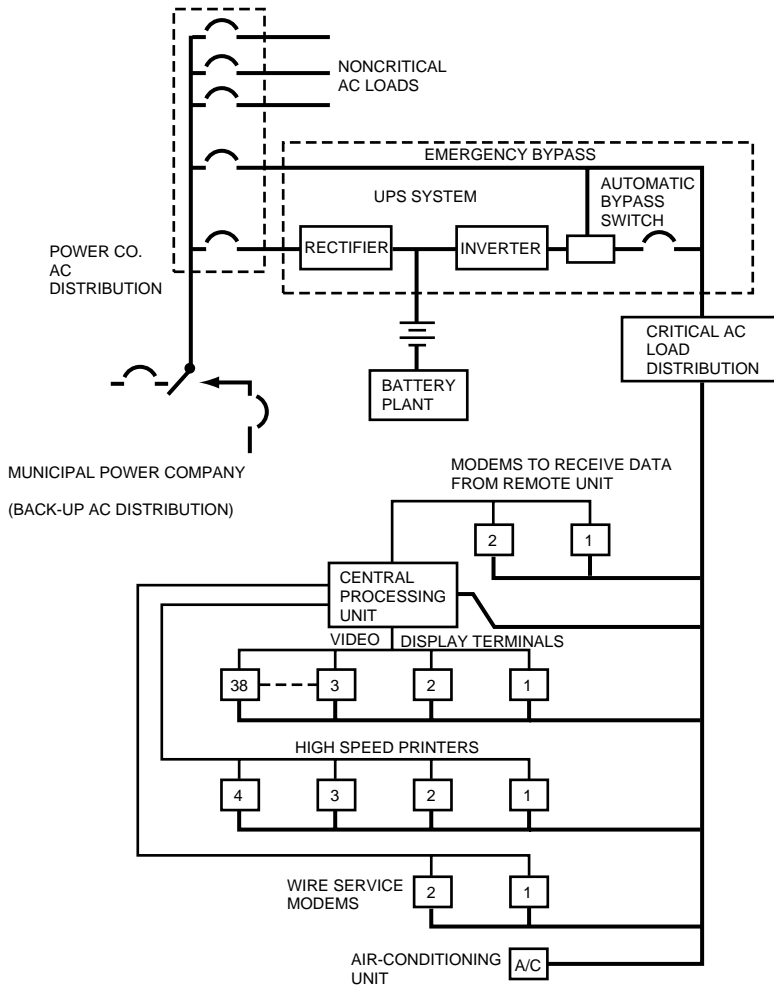 NONCRITICAL
AC LOADS
EMERGENCY BYPASS
UPS SYSTEM
AUTOMATIC
BYPASS
SWITCH
RECTIFIER
INVERTER
POWER CO.
AC
DISTRIBUTION
CRITICAL AC
LOAD
DISTRIBUTION
BATTERY
PLANT
MUNICIPAL POWER COMPANY
(BACK-UP AC DISTRIBUTION)
MODEMS TO RECEIVE DATA
FROM REMOTE UNIT
2 1
CENTRAL
PROCESSING
UNIT
VIDEO DISPLAY TERMINALS
38 3 2 1
HIGH SPEED PRINTERS
4 3 2 1
WIRE SERVICE
MODEMS
2 1
AIR-CONDITIONING
UNIT
A/C